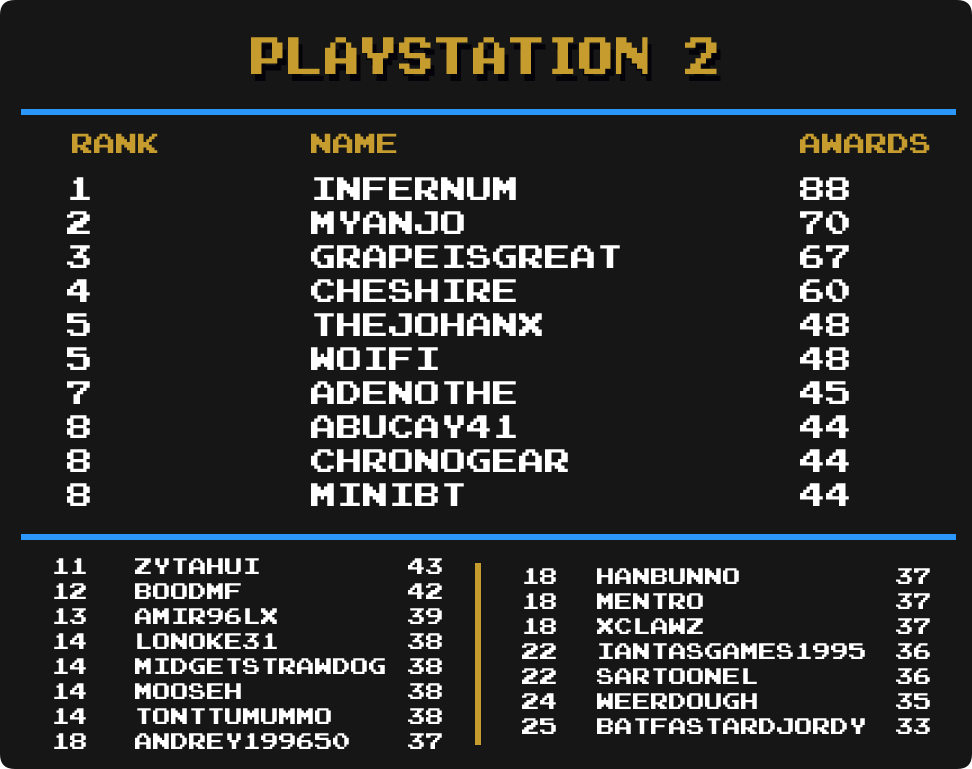 PLAYSTATION 2
RANK NAME AWARDS
1 INFERNUM 88
2 MYANJO 70
3 GRAPEISGREAT 67
4 CHESHIRE 60
5 THEJOHANX 48
5 WOIFI 48
7 ADENOTHE 45
8 ABUCAY41 44
8 CHRONOGEAR 44
8 MINIBT 44
11 ZYTAHUI 43
12 BOODMF 42
13 AMIR96LX 39
14 LONOKE31 38
14 MIDGETSTRAWDOG 38
14 MOOSEH 38
14 TONTTUMUMMO 38
18 ANDREY199650 37
18 HANBUNNO 37
18 MENTRO 37
18 XCLAWZ 37
22 IANTASGAMES1995 36
22 SARTOONEL 36
24 WEERDOUGH 35
25 BATFASTARDJORDY 33